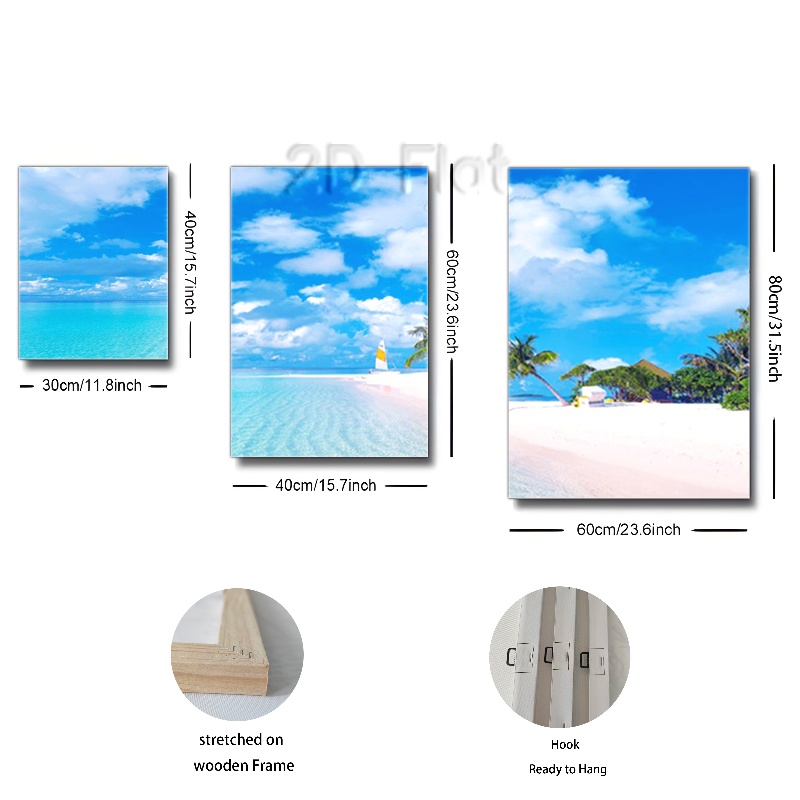 2D Flat
40cm/15.7inch
30cm/11.8inch
60cm/23.6inch
40cm/15.7inch
80cm/31.5inch
60cm/23.6inch
stretched on
wooden Frame
Hook
Ready to Hang